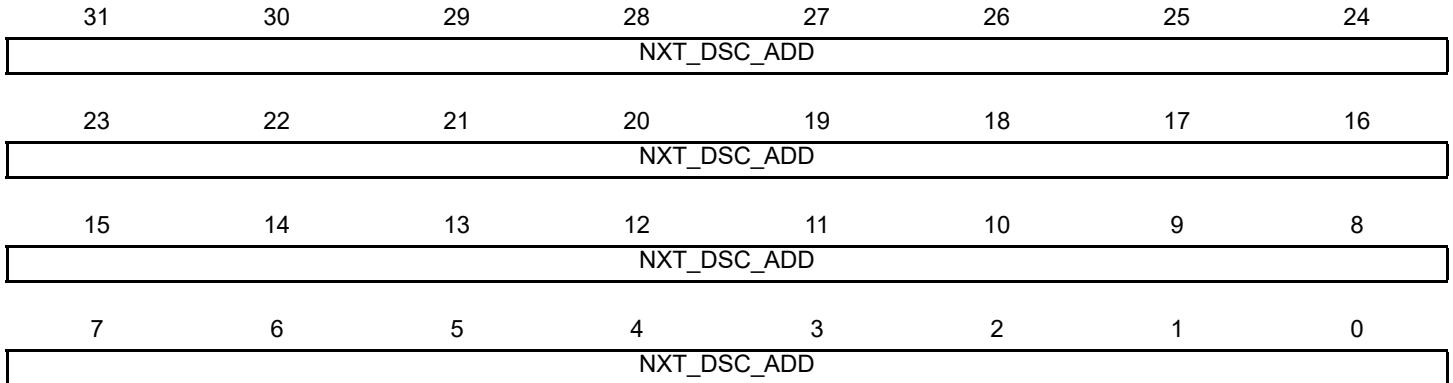 31 30 29 28 27 26 25 24
NXT_DSC_ADD
23 22 21 20 19 18 17 16
NXT_DSC_ADD
15 14 13 12 11 10 9 8
NXT_DSC_ADD
7 6 5 4 3 2 1 0
NXT_DSC_ADD